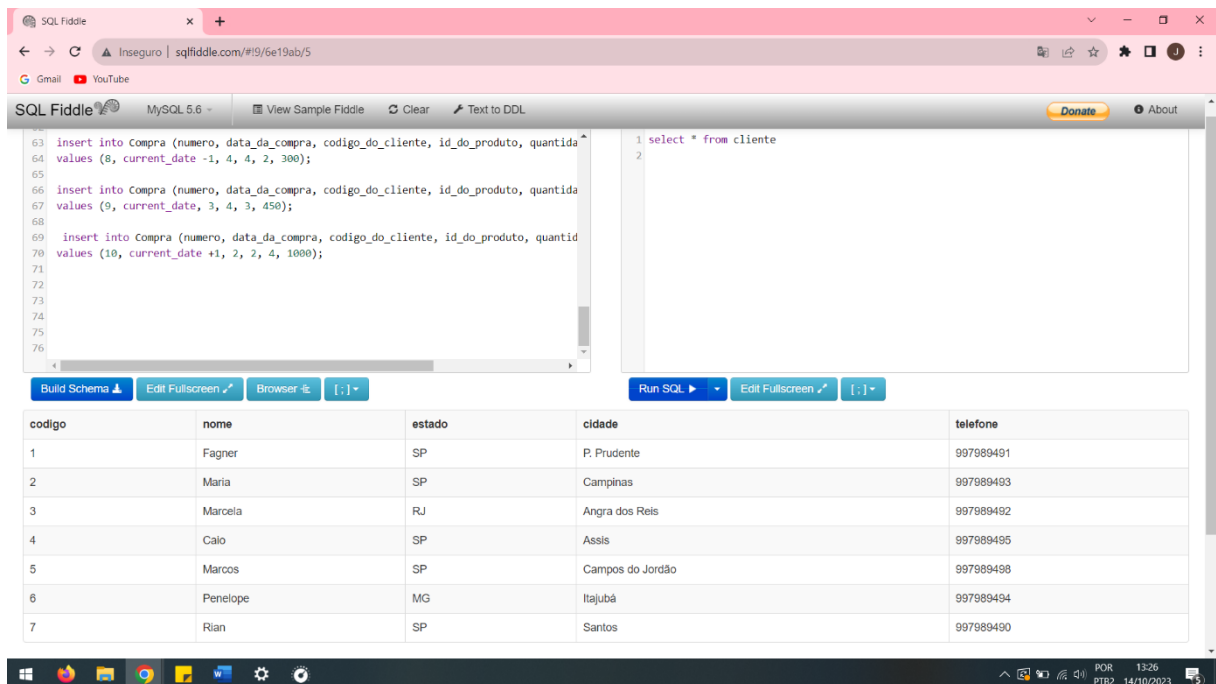 SQL Fiddle
Inseguro | sqlfiddle.com/#!9/6e19ab/5
J
Gmail YouTube
SQL Fiddle MySQL 5.6 View Sample Fiddle Clear Text to DDL Donate About
63 insert into Compra (numero, data_da_compra, codigo_do_cliente, id_do_produto, quantida
64 values (8, current_date -1, 4, 4, 2, 300);
65
66 insert into Compra (numero, data_da_compra, codigo_do_cliente, id_do_produto, quantida
67 values (9, current_date, 3, 4, 3, 450);
68
69 insert into Compra (numero, data_da_compra, codigo_do_cliente, id_do_produto, quantid
70 values (10, current_date +1, 2, 2, 4, 1000);
71
72
73
74
75
76
1 select * from cliente
2
Build Schema Edit Fullscreen Browser [ ; ]
Run SQL Edit Fullscreen [ ; ]
codigo nome estado cidade telefone
1 Fagner SP P. Prudente 997989491
2 Maria SP Campinas 997989493
3 Marcela RJ Angra dos Reis 997989492
4 Caio SP Assis 997989495
5 Marcos SP Campos do Jordão 997989498
6 Penelope MG Itajubá 997989494
7 Rian SP Santos 997989490
POR 13:26
PTB2 14/10/2023